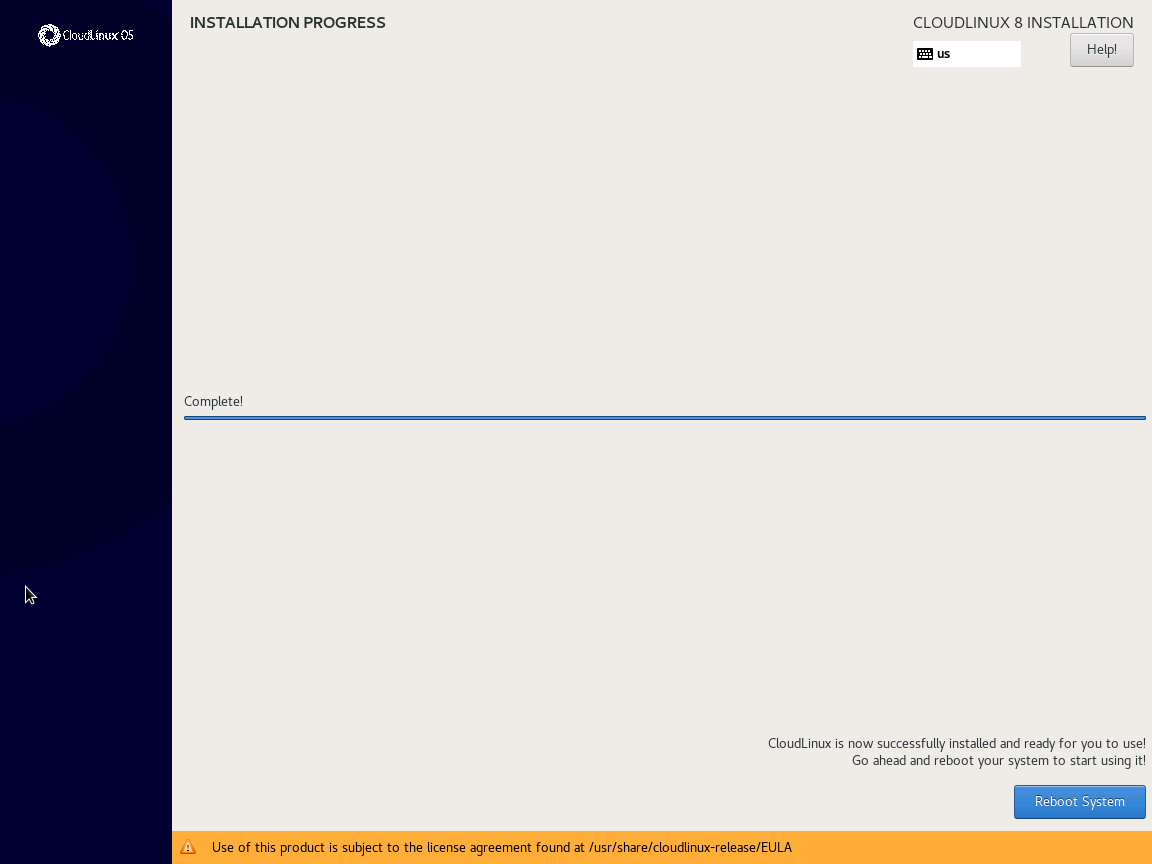 CloudLinux OS
INSTALLATION PROGRESS
CLOUDLINUX 8 INSTALLATION
us
Help!
Complete!
CloudLinux is now successfully installed and ready for you to use!
Go ahead and reboot your system to start using it!
Reboot System
Use of this product is subject to the license agreement found at /usr/share/cloudlinux-release/EULA